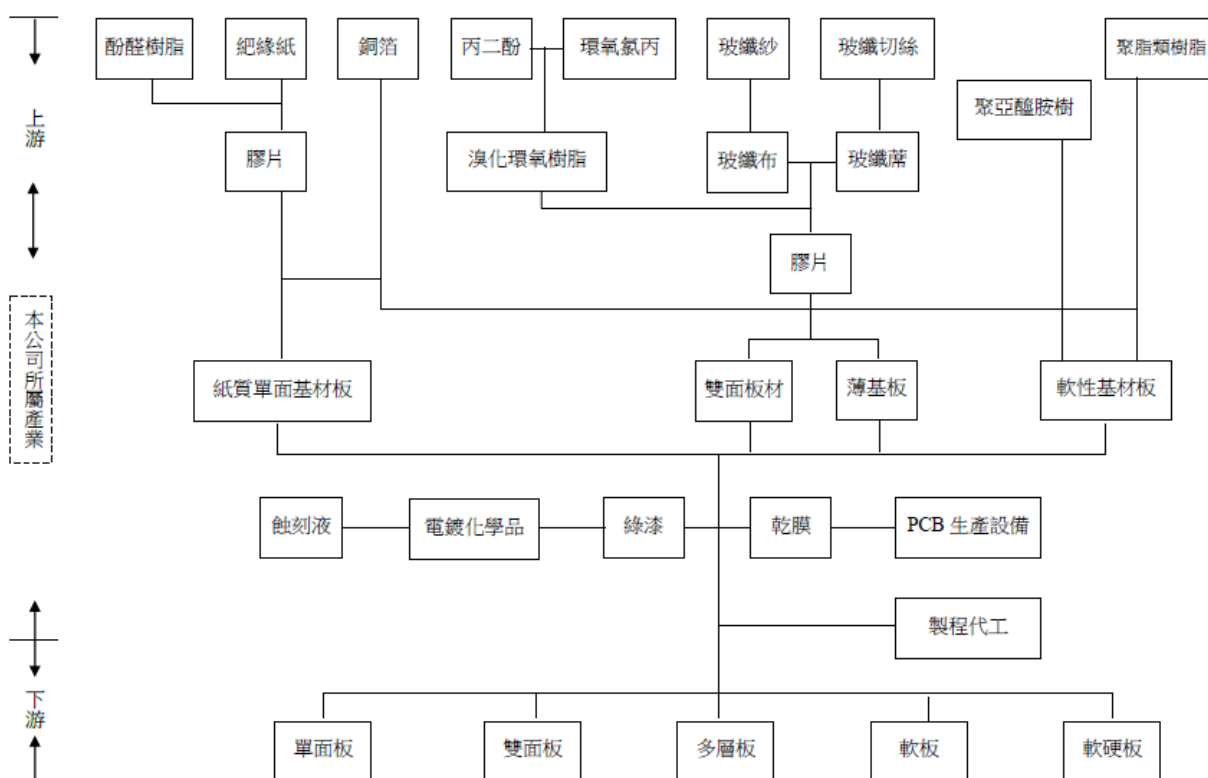 酚醛樹脂
絕緣紙
銅箔
丙二酚
環氧氯丙
玻纖紗
玻纖切絲
聚脂類樹脂
聚亞醯胺樹
上游
膠片
溴化環氧樹脂
玻纖布
玻纖蓆
膠片
本公司所屬產業
紙質單面基材板
雙面板材
薄基板
軟性基材板
蝕刻液
電鍍化學品
綠漆
乾膜
PCB 生產設備
製程代工
下游
單面板
雙面板
多層板
軟板
軟硬板